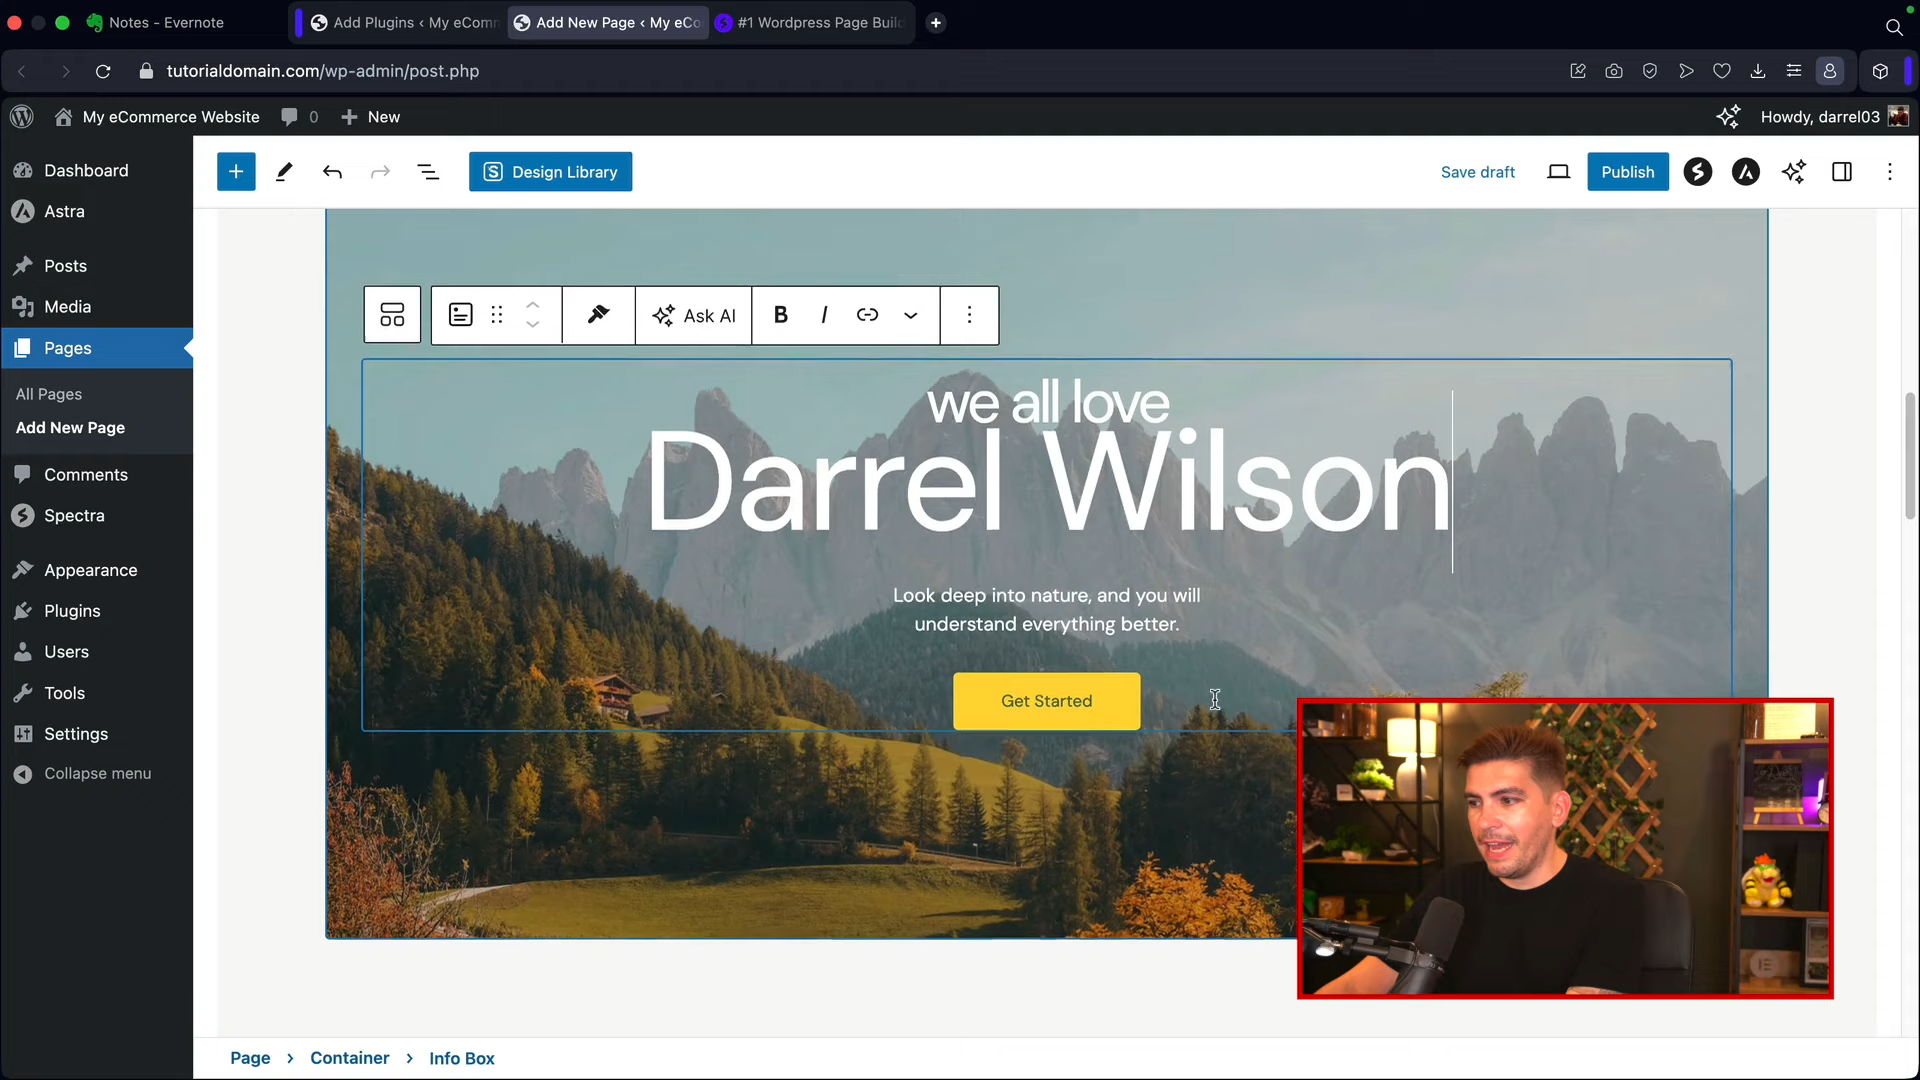 Notes - Evernote
Add Plugins ‹ My eComm
Add New Page ‹ My eCo
#1 Wordpress Page Build
tutorialdomain.com/wp-admin/post.php
My eCommerce Website
0
New
Howdy, darrel03
Dashboard
Astra
Posts
Media
Pages
All Pages
Add New Page
Comments
Spectra
Appearance
Plugins
Users
Tools
Settings
Collapse menu
Design Library
Save draft
Publish
Ask AI
B
I
we all love
Darrel Wilson
Look deep into nature, and you will
understand everything better.
Get Started
Page › Container › Info Box